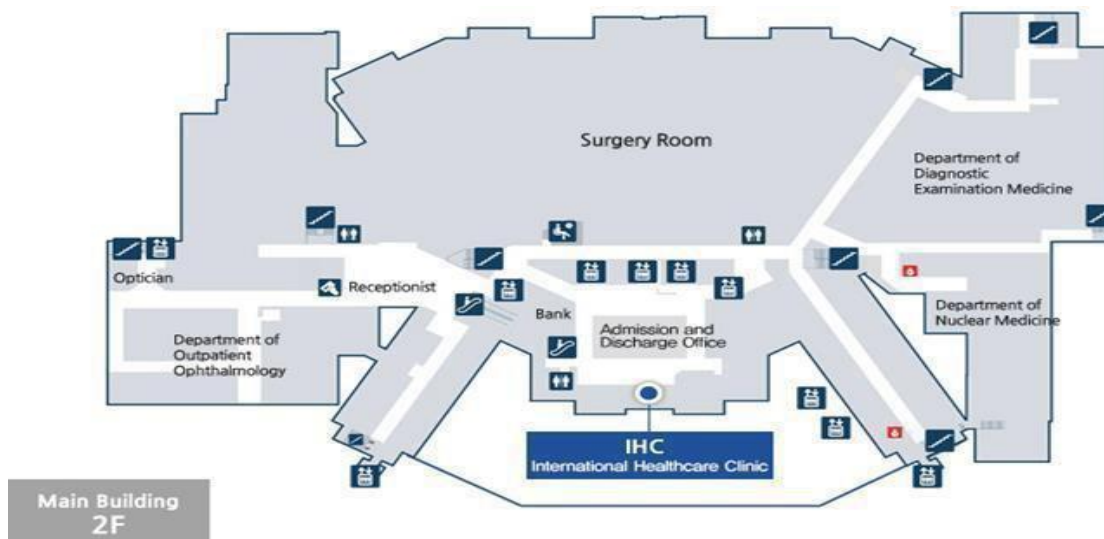 Surgery Room
Department of
Diagnostic
Examination Medicine
Optician
Receptionist
Bank
Admission and
Discharge Office
Department of
Nuclear Medicine
Department of
Outpatient
Ophthalmology
IHC
International Healthcare Clinic
Main Building
2F